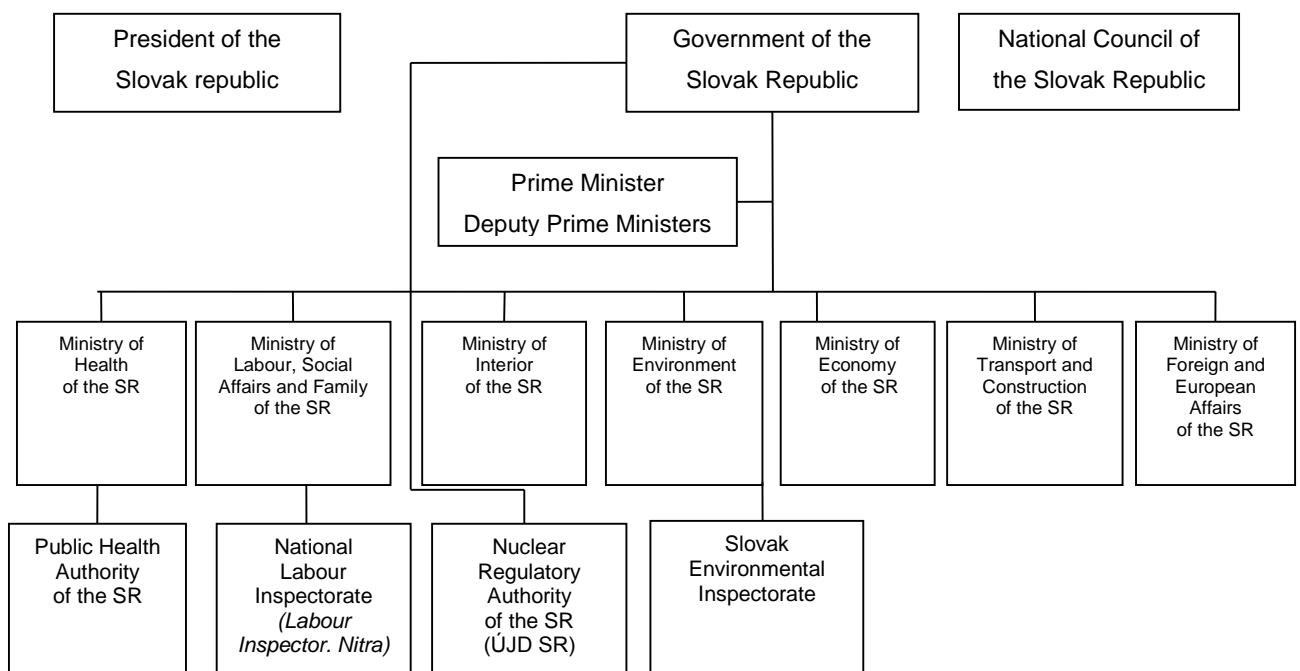 President of the
Slovak republic
Government of the
Slovak Republic
National Council of
the Slovak Republic
Prime Minister
Deputy Prime Ministers
Ministry of
Health
of the SR
Ministry of
Labour, Social
Affairs and Family
of the SR
Ministry of
Interior
of the SR
Ministry of
Environment
of the SR
Ministry of
Economy
of the SR
Ministry of
Transport and
Construction
of the SR
Ministry of
Foreign and
European
Affairs
of the SR
Public Health
Authority
of the SR
National
Labour
Inspectorate
(Labour
Inspector. Nitra)
Nuclear
Regulatory
Authority
of the SR
(ÚJD SR)
Slovak
Environmental
Inspectorate